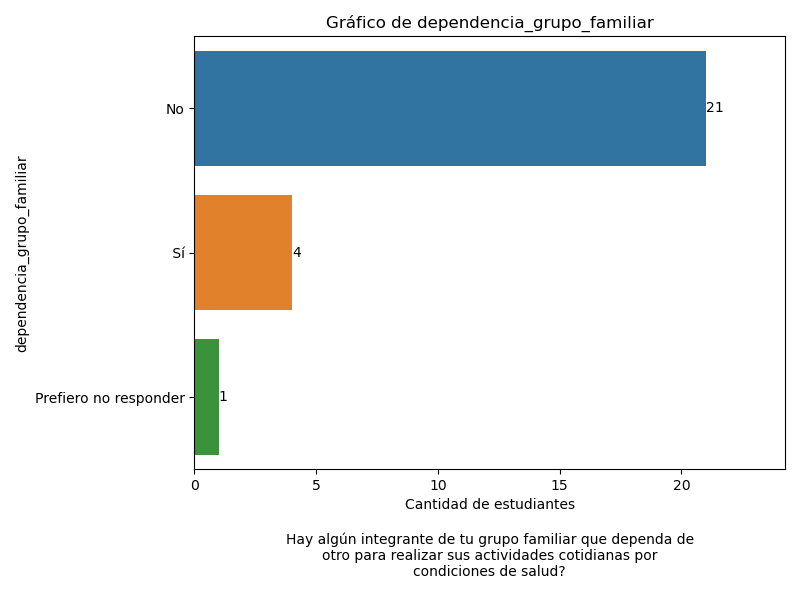 Gráfico de dependencia_grupo_familiar
dependencia_grupo_familiar
No
21
Sí
4
Prefiero no responder
1
0 5 10 15 20
Cantidad de estudiantes
Hay algún integrante de tu grupo familiar que dependa de
otro para realizar sus actividades cotidianas por
condiciones de salud?